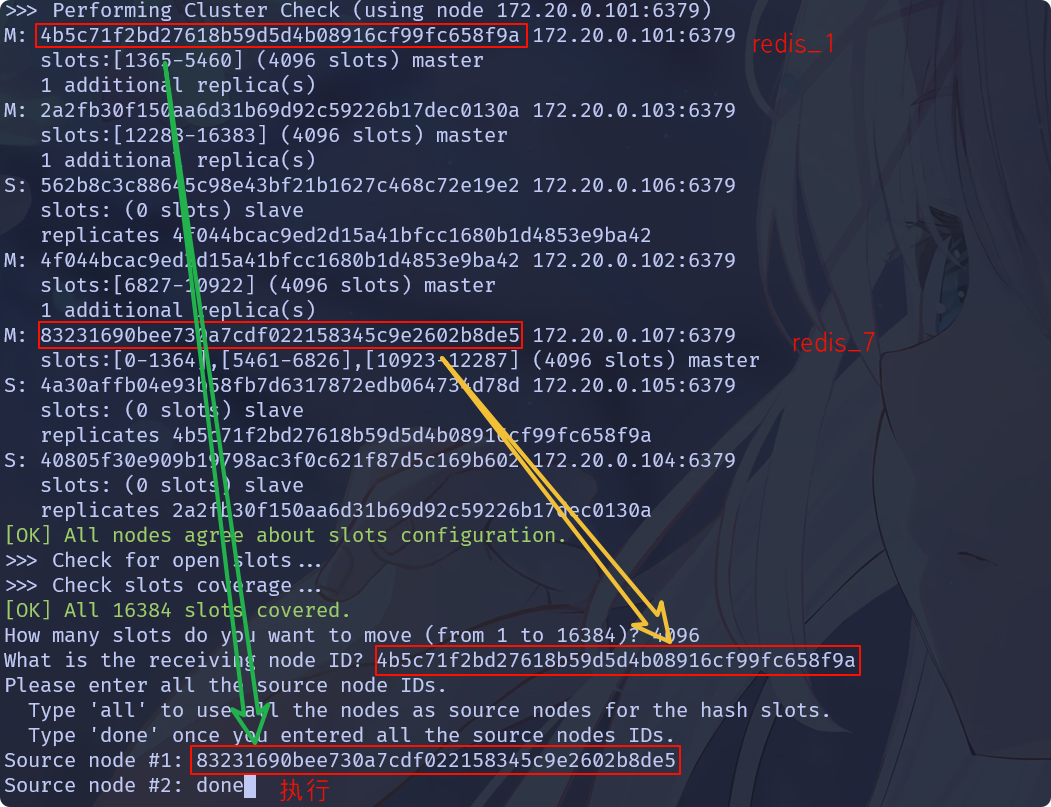 >>> Performing Cluster Check (using node 172.20.0.101:6379)
M: 4b5c71f2bd27618b59d5d4b08916cf99fc658f9a 172.20.0.101:6379 redis_1
slots:[1365-5460] (4096 slots) master
1 additional replica(s)
M: 2a2fb30f150aa6d31b69d92c59226b17dec0130a 172.20.0.103:6379
slots:[12288-16383] (4096 slots) master
1 additional replica(s)
S: 562b8c3c88645c98e43bf21b1627c468c72e19e2 172.20.0.106:6379
slots: (0 slots) slave
replicates 4f044bcac9ed2d15a41bfcc1680b1d4853e9ba42
M: 4f044bcac9ed2d15a41bfcc1680b1d4853e9ba42 172.20.0.102:6379
slots:[6827-10922] (4096 slots) master
1 additional replica(s)
M: 83231690bee730a7cdf022158345c9e2602b8de5 172.20.0.107:6379 redis_7
slots:[0-1364],[5461-6826],[10923-12287] (4096 slots) master
S: 4a30affb04e93b58fb7d6317872edb064734d78d 172.20.0.105:6379
slots: (0 slots) slave
replicates 4b5c71f2bd27618b59d5d4b08916cf99fc658f9a
S: 40805f30e909b19798ac3f0c621f87d5c169b602 172.20.0.104:6379
slots: (0 slots) slave
replicates 2a2fb30f150aa6d31b69d92c59226b17dec0130a
[OK] All nodes agree about slots configuration.
>>> Check for open slots...
>>> Check slots coverage...
[OK] All 16384 slots covered.
How many slots do you want to move (from 1 to 16384)? 4096
What is the receiving node ID? 4b5c71f2bd27618b59d5d4b08916cf99fc658f9a
Please enter all the source node IDs.
Type 'all' to use all the nodes as source nodes for the hash slots.
Type 'done' once you entered all the source nodes IDs.
Source node #1: 83231690bee730a7cdf022158345c9e2602b8de5
Source node #2: done 执行